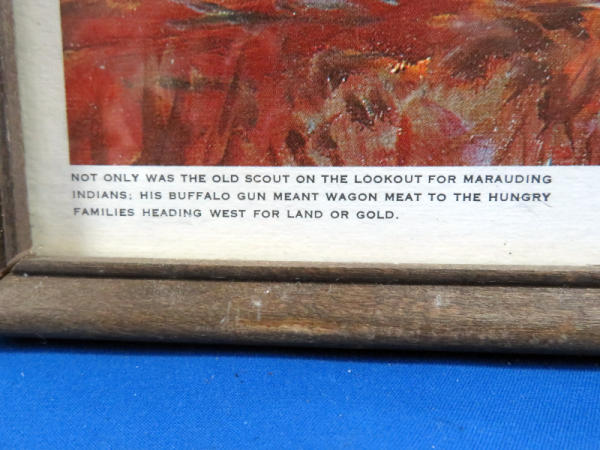 NOT ONLY WAS THE OLD SCOUT ON THE LOOKOUT FOR MARAUDING
INDIANS; HIS BUFFALO GUN MEANT WAGON MEAT TO THE HUNGRY
FAMILIES HEADING WEST FOR LAND OR GOLD.